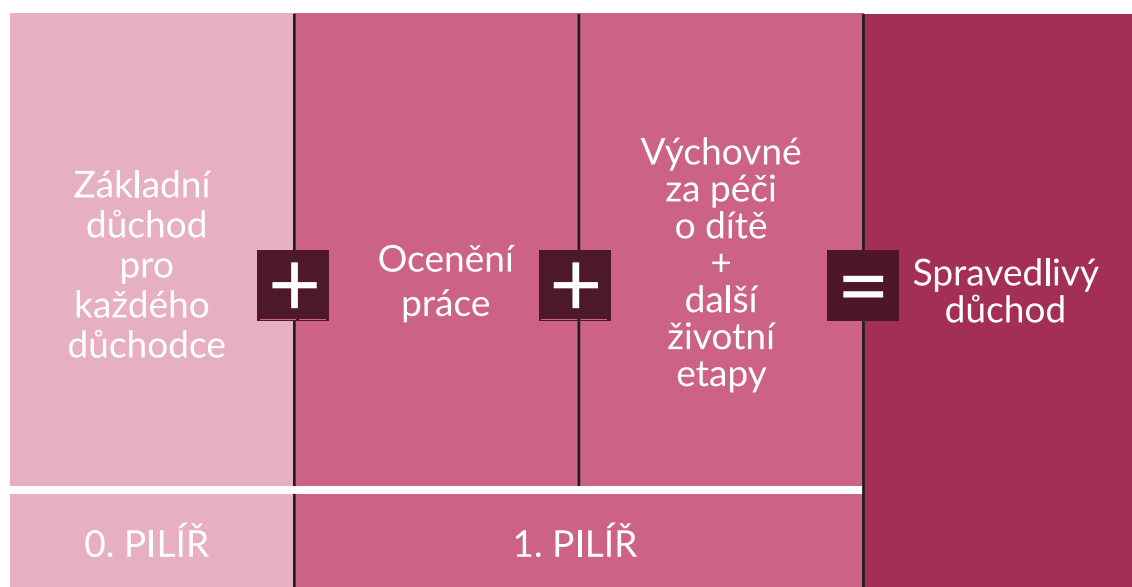 Základní
důchod
pro
každého
důchodce
+
Ocenění
práce
+
Výchovné
za péči
o dítě
+
další
životní
etapy
=
Spravedlivý
důchod
0. PILÍŘ
1. PILÍŘ